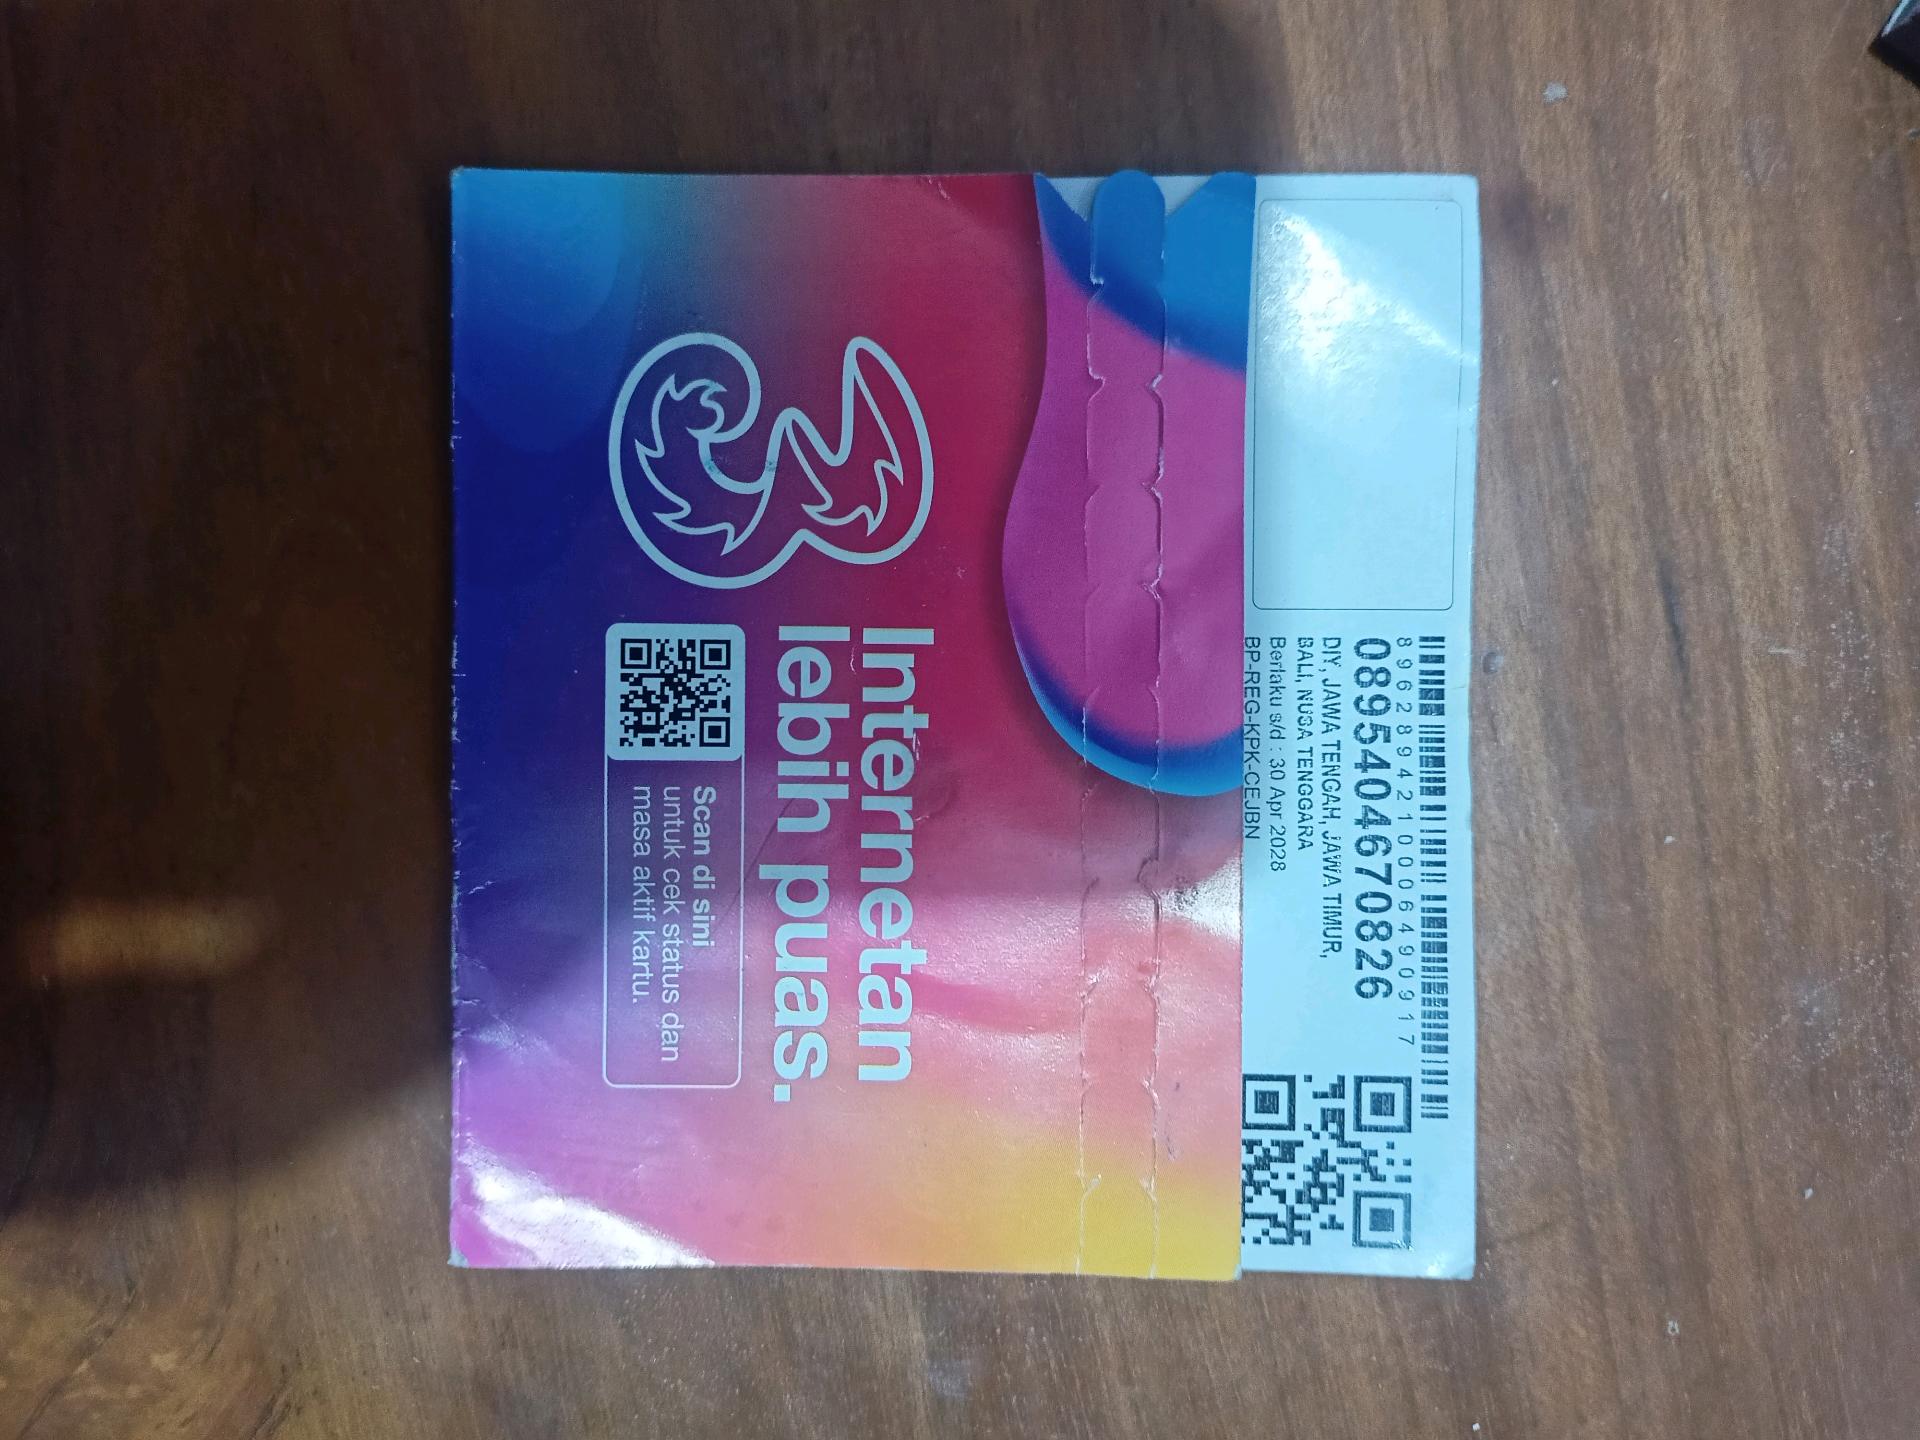 8962894210006490917
0895404670826
DIY, JAWA TENGAH, JAWA TIMUR,
BALI, NUSA TENGGARA
Berlaku s/d : 30 Apr 2028
BP-REG-KPK-CEJBN
Internetan
lebih puas.
Scan di sini
untuk cek status dan
masa aktif kartu.